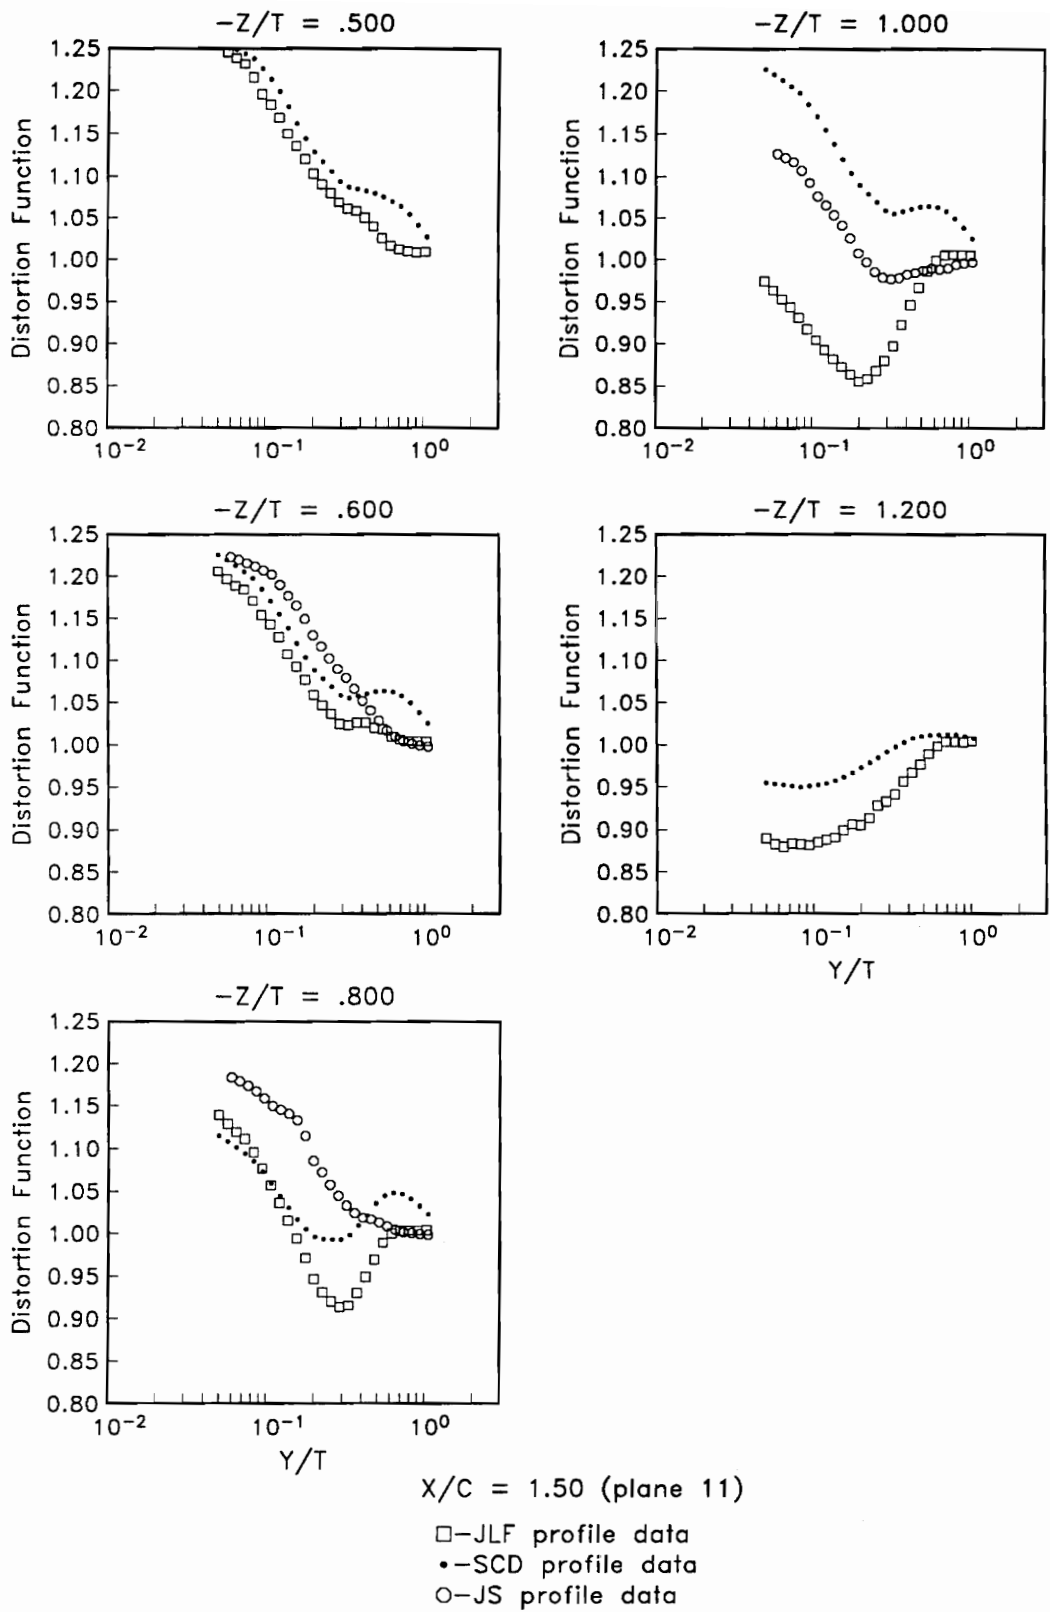 -Z/T = .500
1.25
1.20
1.15
1.10
1.05
1.00
0.95
0.90
0.85
0.80
Distortion Function
10-2 10-1 100
-Z/T = 1.000
1.25
1.20
1.15
1.10
1.05
1.00
0.95
0.90
0.85
0.80
Distortion Function
10-2 10-1 100
-Z/T = .600
1.25
1.20
1.15
1.10
1.05
1.00
0.95
0.90
0.85
0.80
Distortion Function
10-2 10-1 100
-Z/T = 1.200
1.25
1.20
1.15
1.10
1.05
1.00
0.95
0.90
0.85
0.80
Distortion Function
10-2 10-1 100
Y/T
-Z/T = .800
1.25
1.20
1.15
1.10
1.05
1.00
0.95
0.90
0.85
0.80
Distortion Function
10-2 10-1 100
Y/T
X/C = 1.50 (plane 11)
□-JLF profile data
•-SCD profile data
○-JS profile data